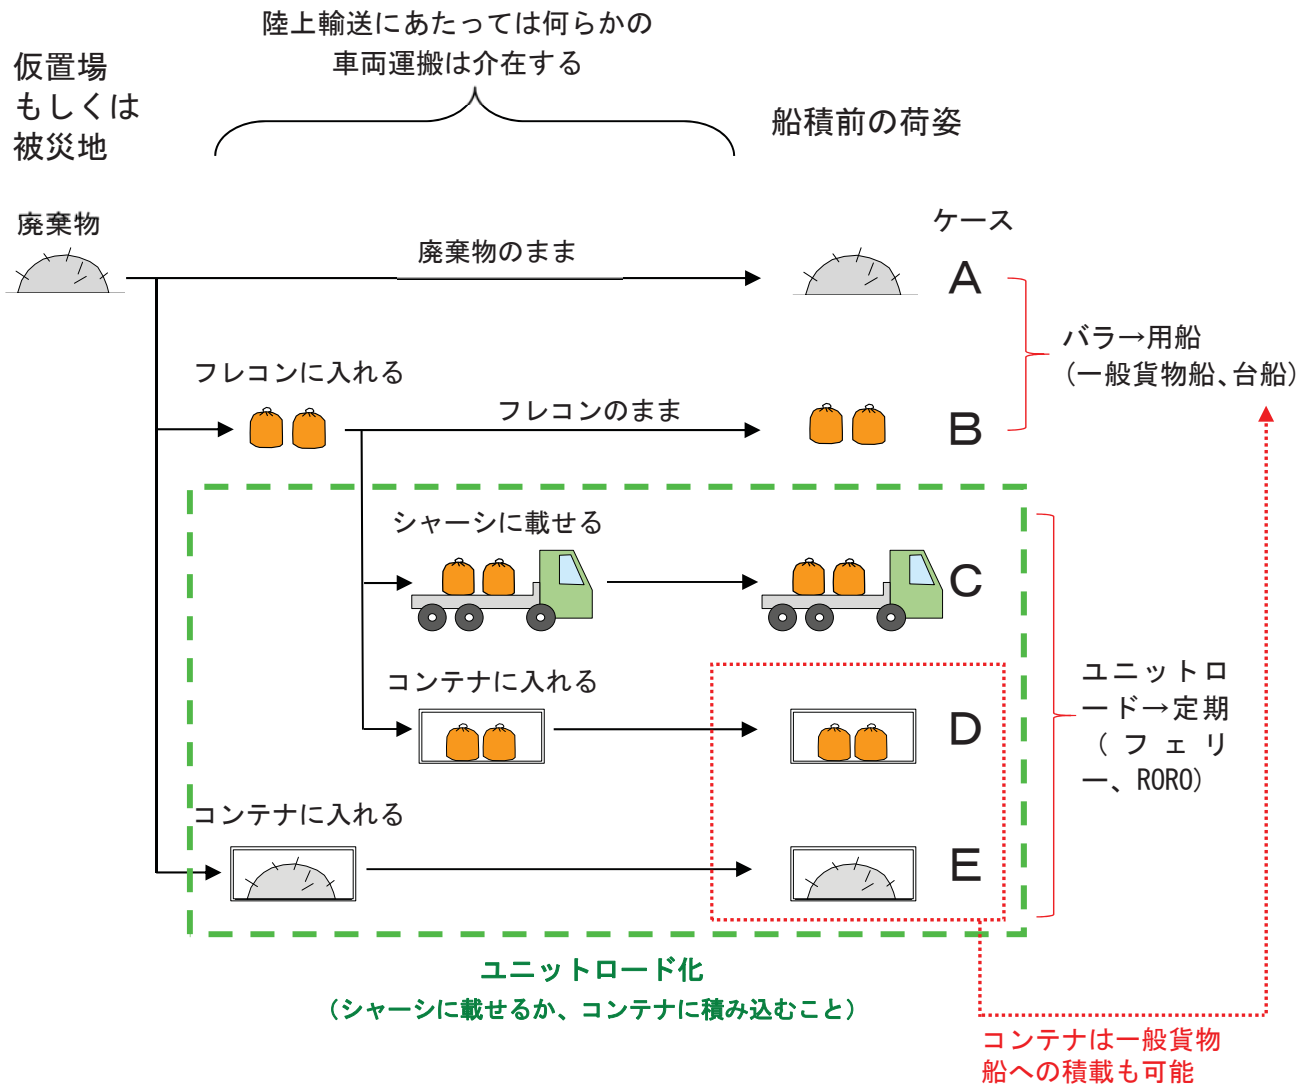 陸上輸送にあたっては何らかの
車両運搬は介在する
仮置場
もしくは
被災地
船積前の荷姿
廃棄物
ケース
廃棄物のまま
A
バラ→用船
(一般貨物船、台船)
フレコンに入れる
フレコンのまま
B
シャーシに載せる
C
コンテナに入れる
D
ユニットロ
ード→定期
(フェリ
ー、RORO)
コンテナに入れる
E
ユニットロード化
(シャーシに載せるか、コンテナに積み込むこと)
コンテナは一般貨物
船への積載も可能